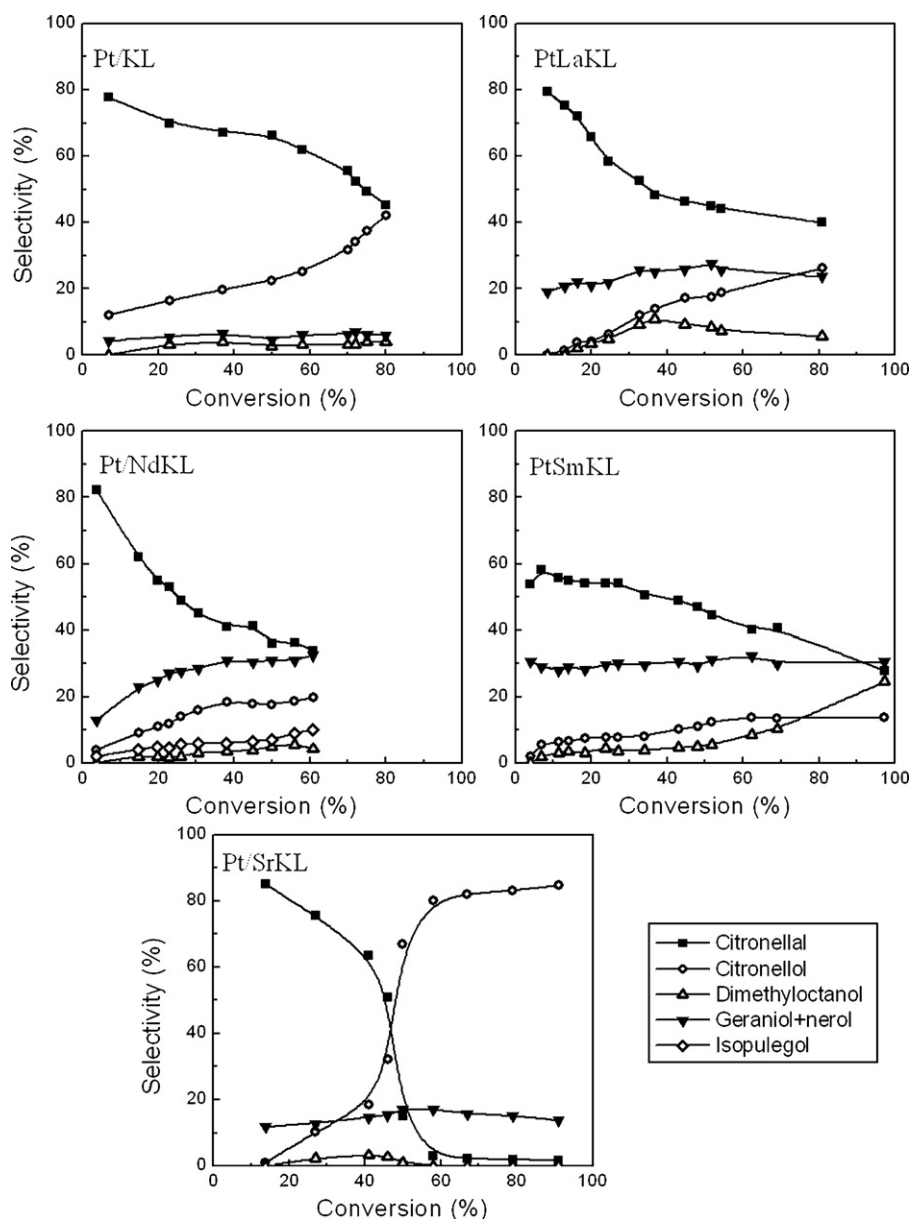 100
80
60
40
20
0
Selectivity (%)
Pt/KL
0 20 40 60 80 100
Conversion (%)
100
80
60
40
20
0
Selectivity (%)
PtLaKL
0 20 40 60 80 100
Conversion (%)
100
80
60
40
20
0
Selectivity (%)
Pt/NdKL
0 20 40 60 80 100
Conversion (%)
100
80
60
40
20
0
Selectivity (%)
PtSmKL
0 20 40 60 80 100
Conversion (%)
100
80
60
40
20
0
Selectivity (%)
Pt/SrKL
0 20 40 60 80 100
Conversion (%)
Citronellal
Citronellol
Dimethyloctanol
Geraniol+nerol
Isopulegol